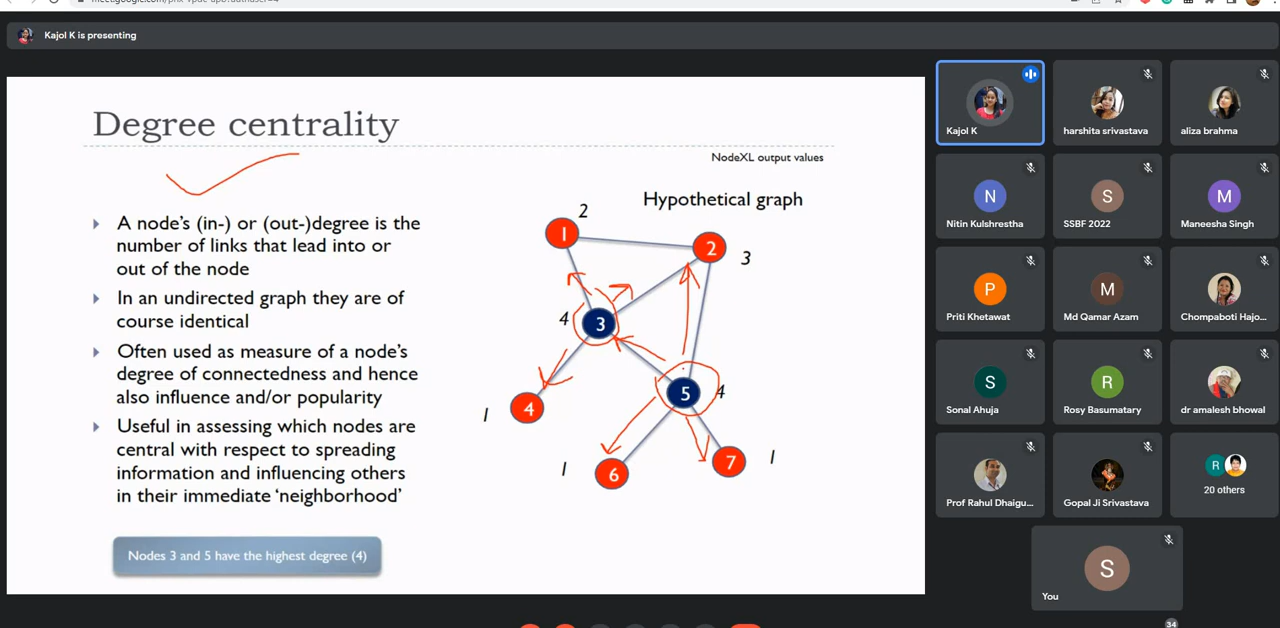 Kajol K is presenting
Degree centrality
NodeXL output values
Hypothetical graph
A node's (in-) or (out-)degree is the
number of links that lead into or
out of the node
In an undirected graph they are of
course identical
Often used as measure of a node's
degree of connectedness and hence
also influence and/or popularity
Useful in assessing which nodes are
central with respect to spreading
information and influencing others
in their immediate 'neighborhood'
Nodes 3 and 5 have the highest degree (4)
2
1
2
3
4
3
4
1
5
4
6
1
7
1
Kajol K
harshita srivastava
aliza brahma
N
Nitin Kulshrestha
S
SSBF 2022
M
Maneesha Singh
P
Priti Khetawat
M
Md Qamar Azam
Chompaboti Hajo...
S
Sonal Ahuja
R
Rosy Basumatary
dr amalesh bhowal
Prof Rahul Dhaigu...
Gopal Ji Srivastava
R
20 others
S
You
34